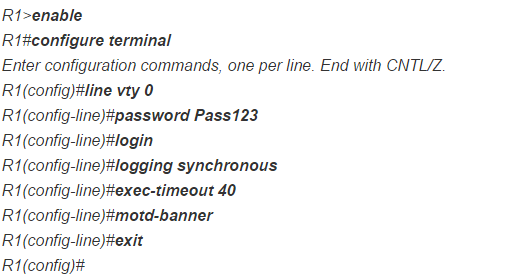 R1>enable
R1#configure terminal
Enter configuration commands, one per line. End with CNTL/Z.
R1(config)#line vty 0
R1(config-line)#password Pass123
R1(config-line)#login
R1(config-line)#logging synchronous
R1(config-line)#exec-timeout 40
R1(config-line)#motd-banner
R1(config-line)#exit
R1(config)#